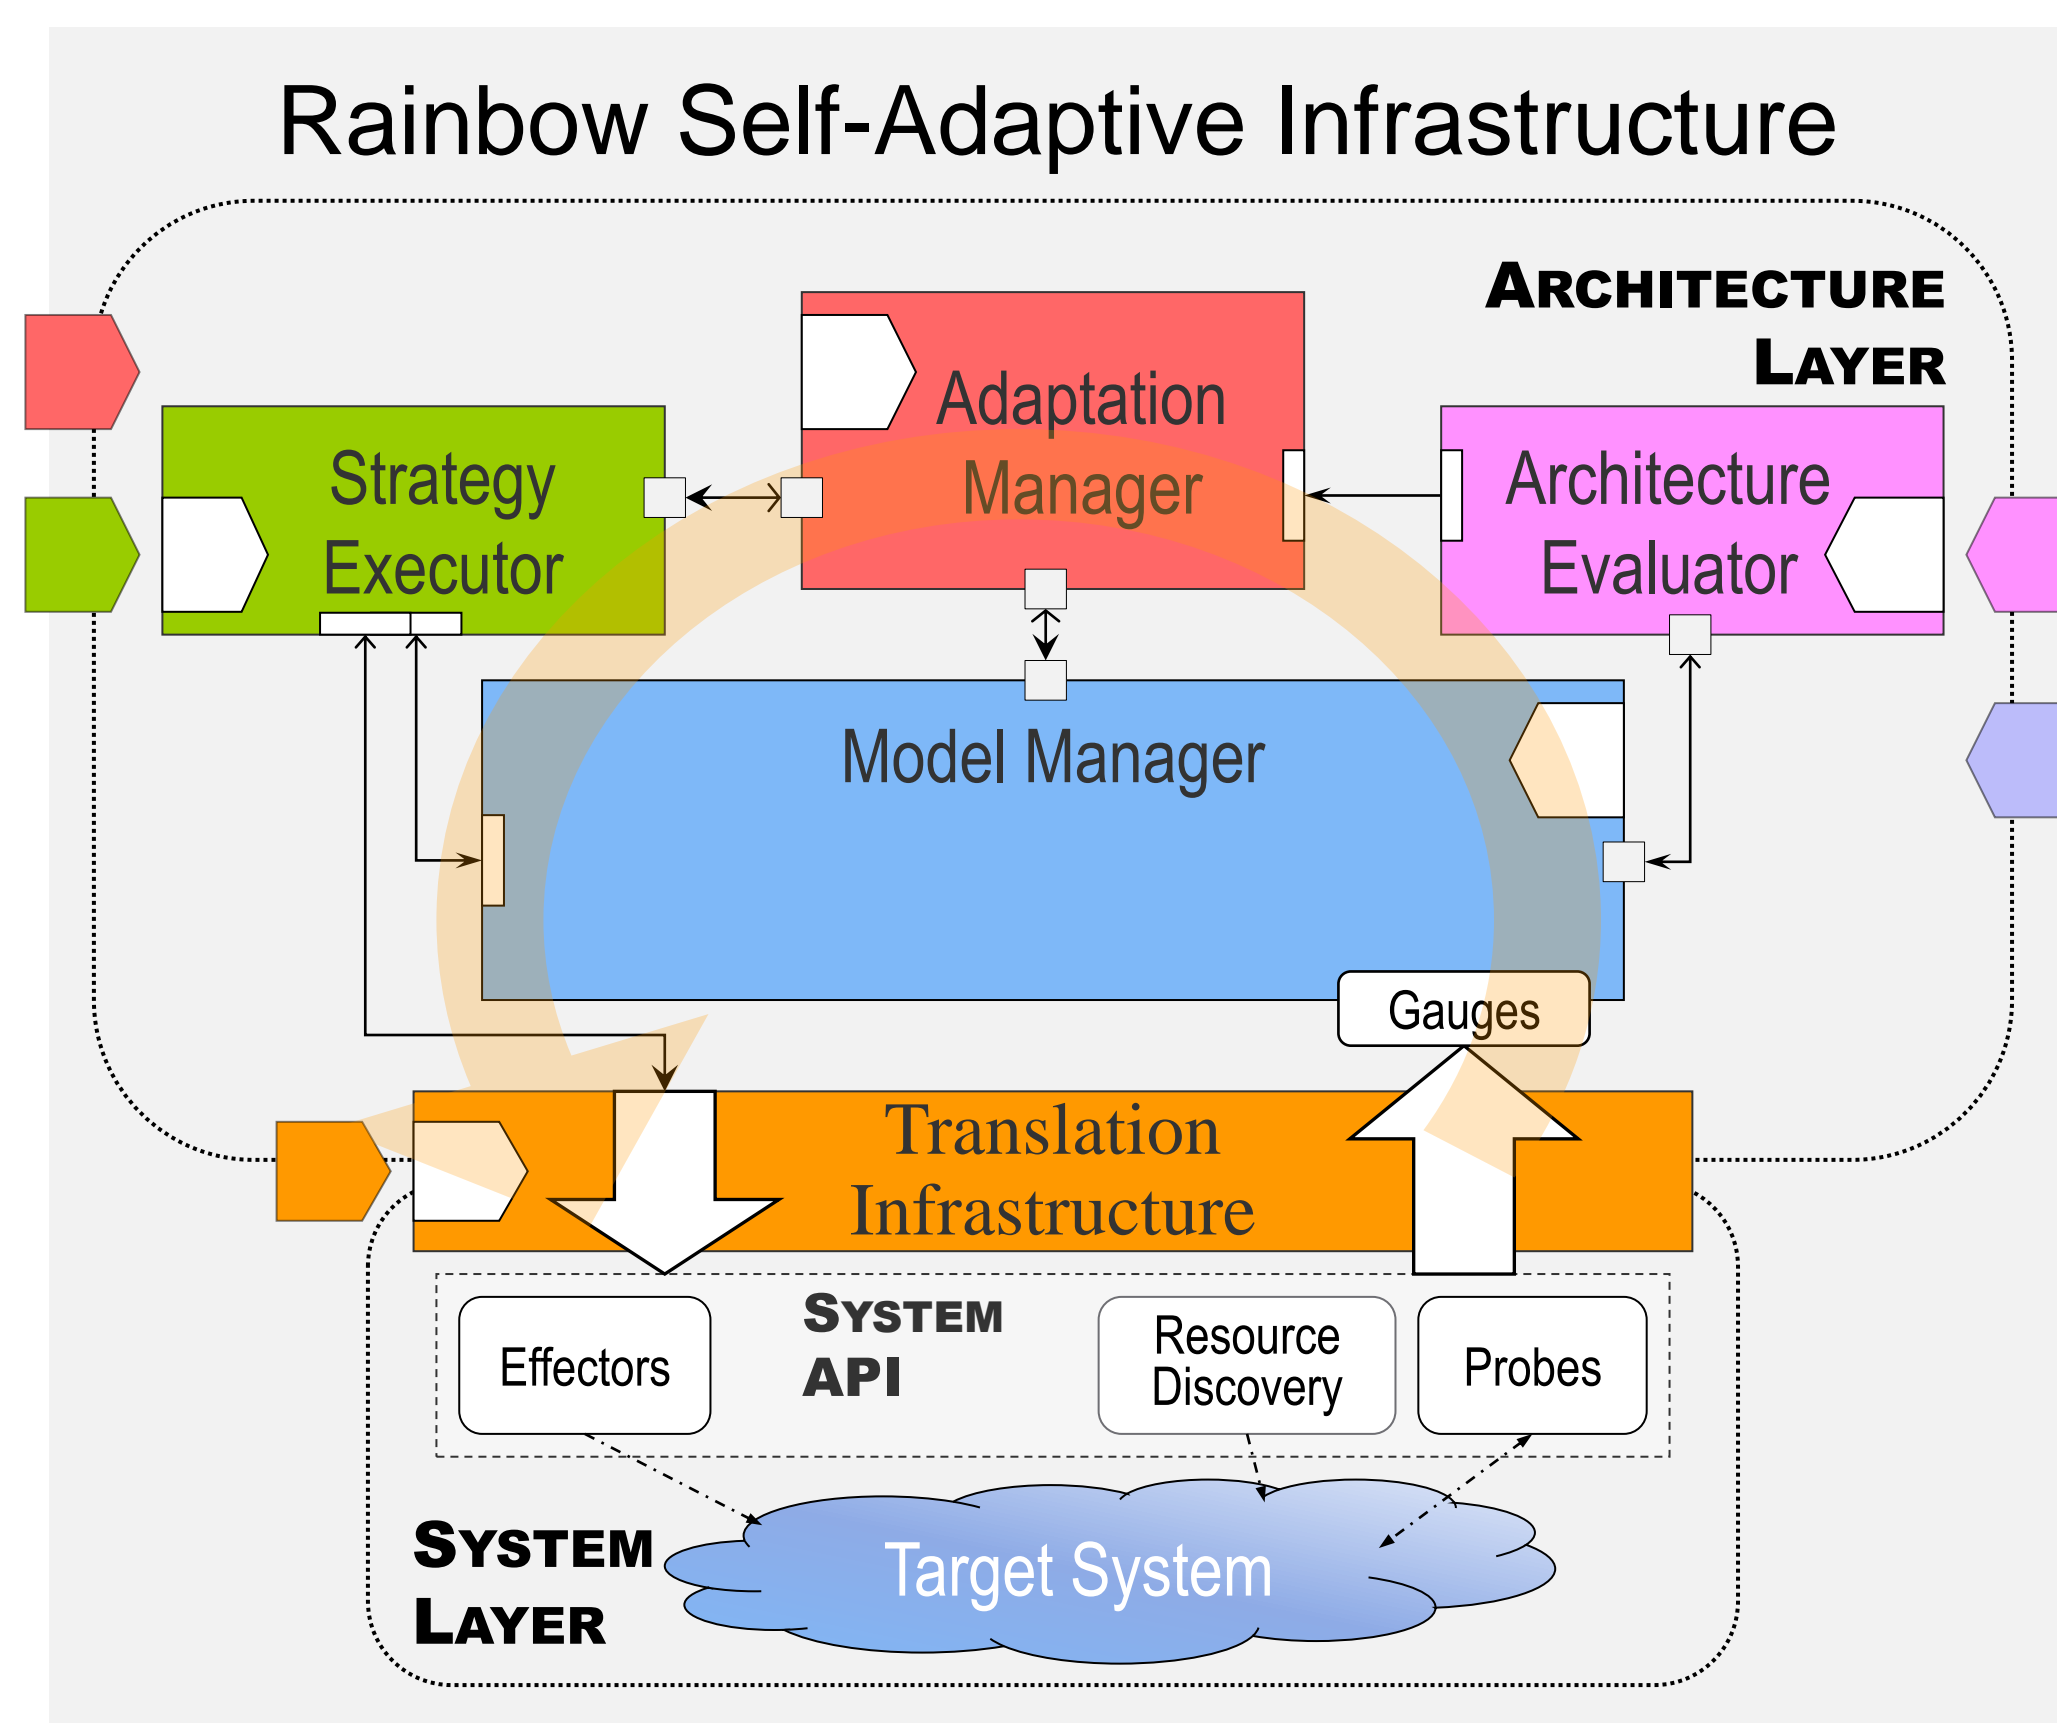 Rainbow Self-Adaptive Infrastructure
ARCHITECTURE
LAYER
Adaptation
Manager
Strategy
Executor
Architecture
Evaluator
Model Manager
Gauges
Translation
Infrastructure
SYSTEM
API
Effectors
Resource
Discovery
Probes
SYSTEM
LAYER
Target System